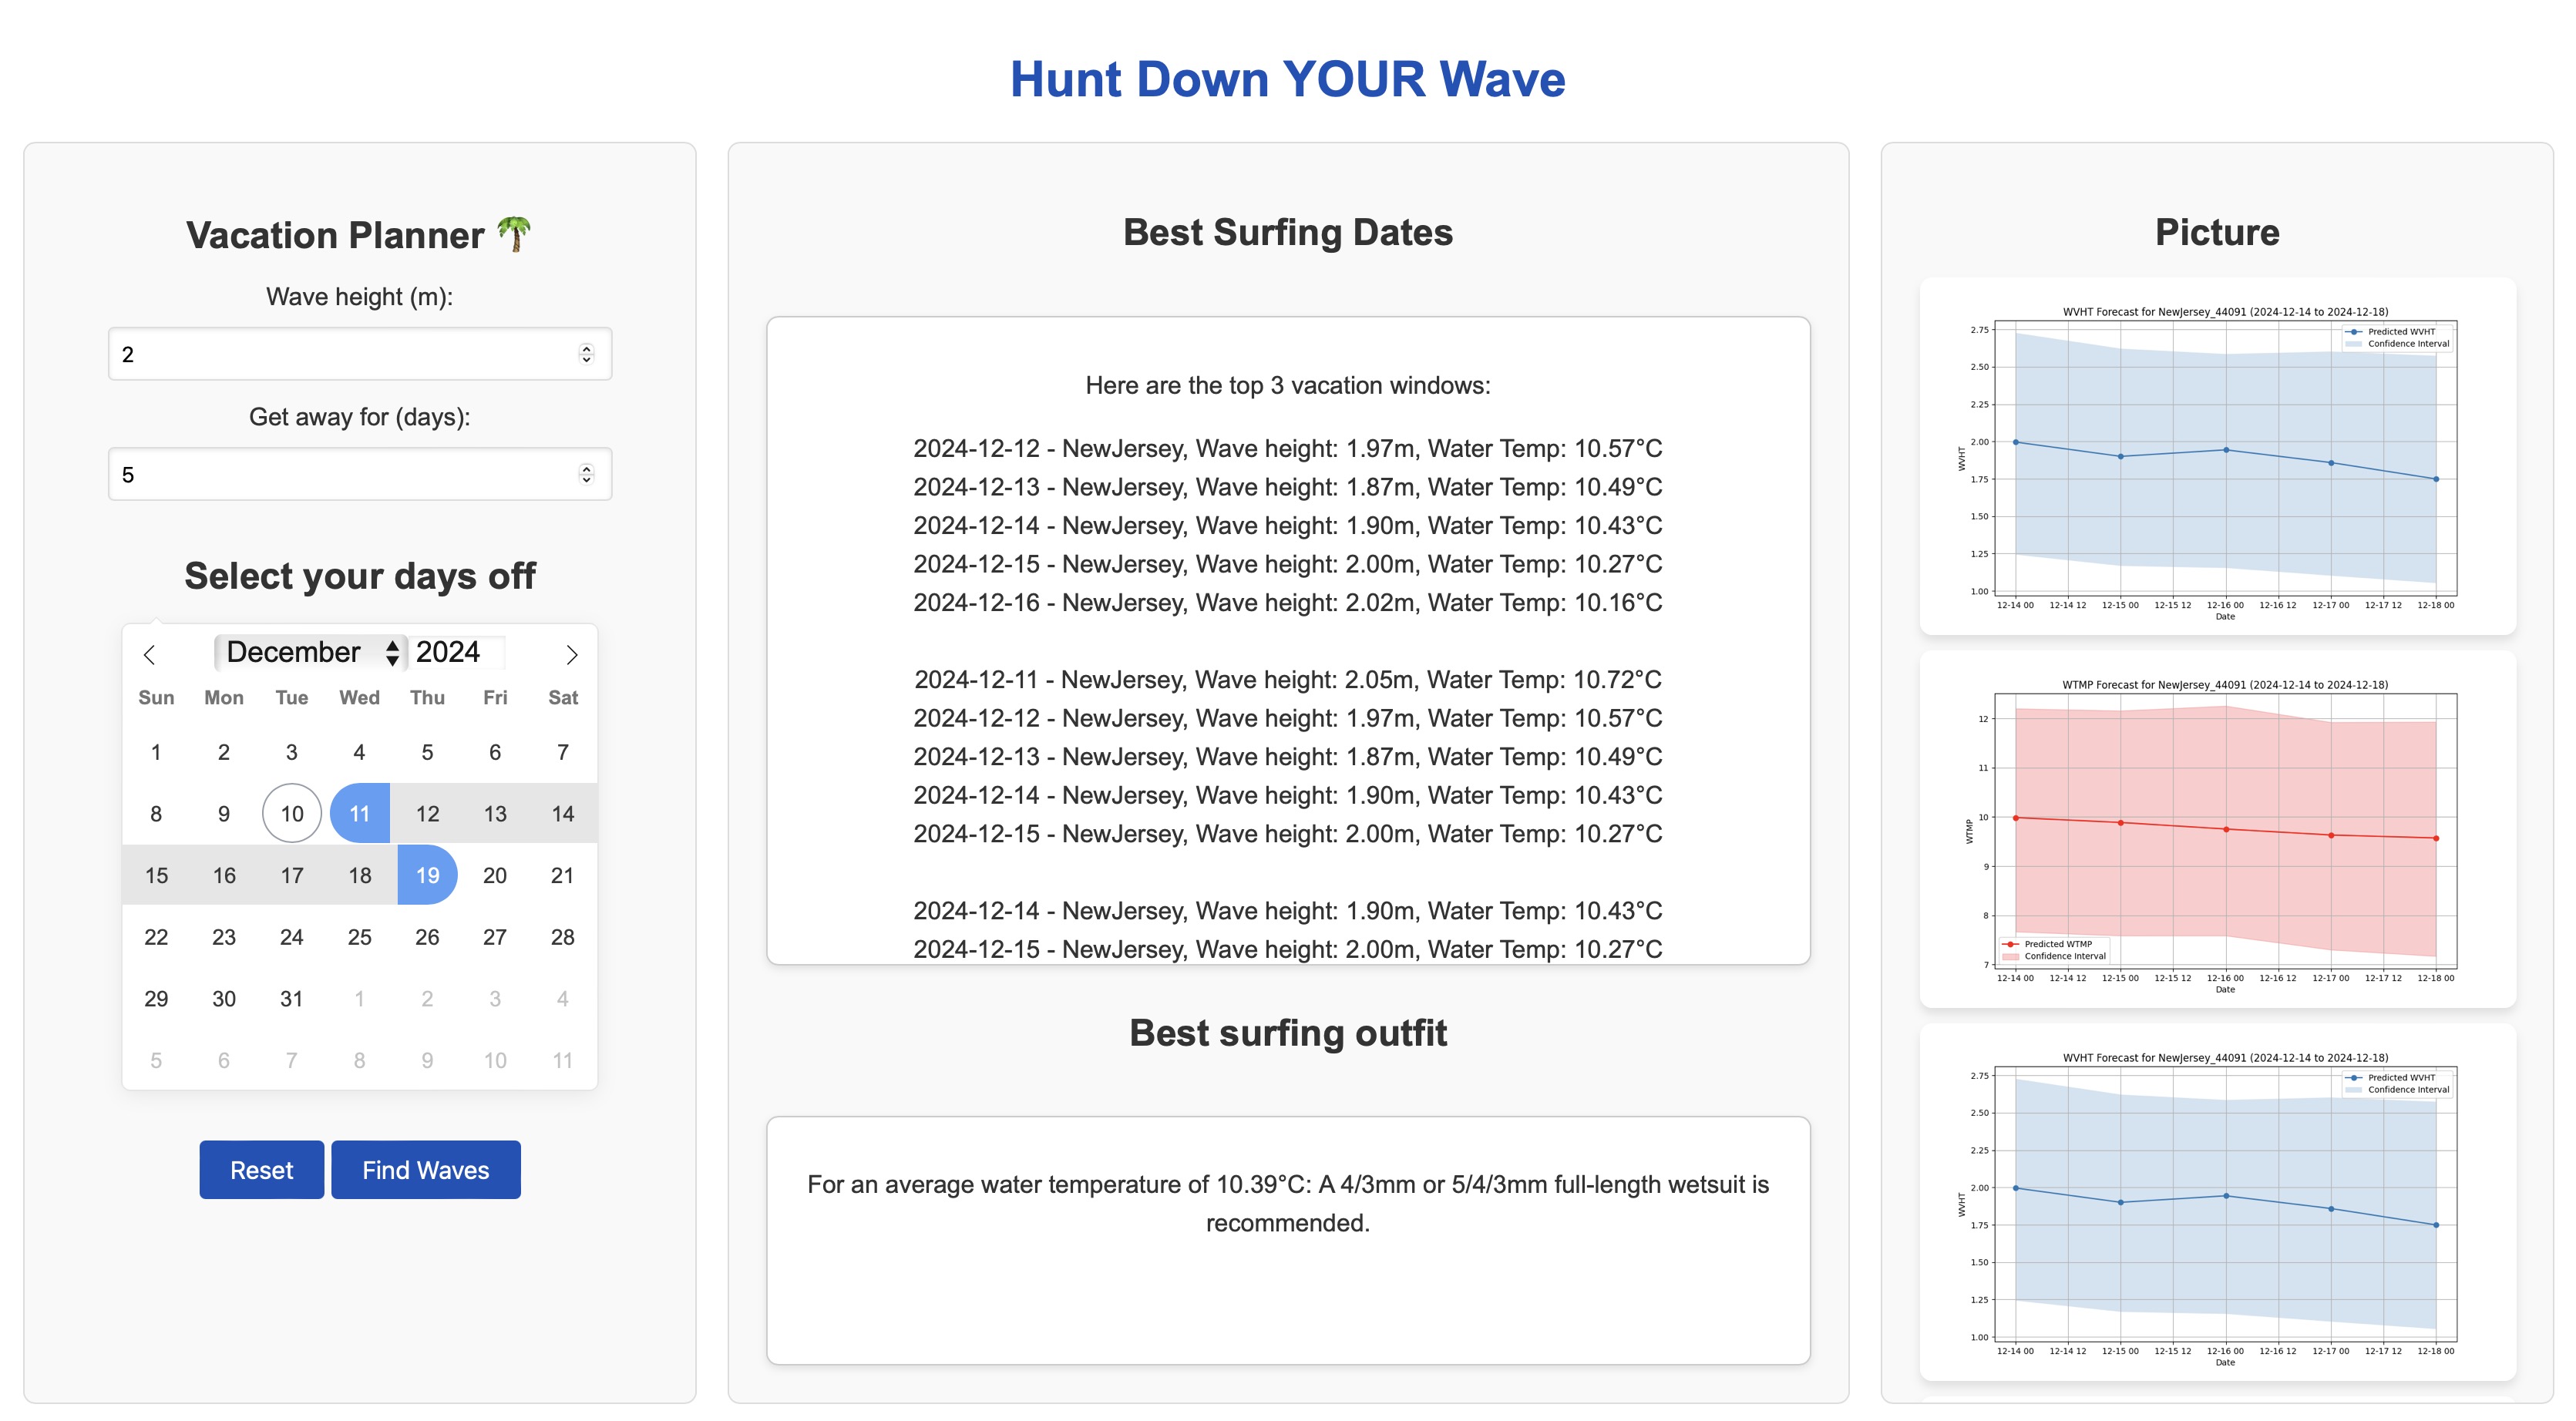 Hunt Down YOUR Wave
Vacation Planner 🌴
Wave height (m):
2
Get away for (days):
5
Select your days off
December 2024
Sun Mon Tue Wed Thu Fri Sat
1 2 3 4 5 6 7
8 9 10 11 12 13 14
15 16 17 18 19 20 21
22 23 24 25 26 27 28
29 30 31 1 2 3 4
5 6 7 8 9 10 11
Reset Find Waves
Best Surfing Dates
Here are the top 3 vacation windows:
2024-12-12 - NewJersey, Wave height: 1.97m, Water Temp: 10.57°C
2024-12-13 - NewJersey, Wave height: 1.87m, Water Temp: 10.49°C
2024-12-14 - NewJersey, Wave height: 1.90m, Water Temp: 10.43°C
2024-12-15 - NewJersey, Wave height: 2.00m, Water Temp: 10.27°C
2024-12-16 - NewJersey, Wave height: 2.02m, Water Temp: 10.16°C
2024-12-11 - NewJersey, Wave height: 2.05m, Water Temp: 10.72°C
2024-12-12 - NewJersey, Wave height: 1.97m, Water Temp: 10.57°C
2024-12-13 - NewJersey, Wave height: 1.87m, Water Temp: 10.49°C
2024-12-14 - NewJersey, Wave height: 1.90m, Water Temp: 10.43°C
2024-12-15 - NewJersey, Wave height: 2.00m, Water Temp: 10.27°C
2024-12-14 - NewJersey, Wave height: 1.90m, Water Temp: 10.43°C
2024-12-15 - NewJersey, Wave height: 2.00m, Water Temp: 10.27°C
Best surfing outfit
For an average water temperature of 10.39°C: A 4/3mm or 5/4/3mm full-length wetsuit is
recommended.
Picture
WVHT Forecast for NewJersey_44091 (2024-12-14 to 2024-12-18)
Predicted WVHT
Confidence Interval
WVHT
2.75
2.50
2.25
2.00
1.75
1.50
1.25
1.00
12-14 00 12-14 12 12-15 00 12-15 12 12-16 00 12-16 12 12-17 00 12-17 12 12-18 00
Date
WTMP Forecast for NewJersey_44091 (2024-12-14 to 2024-12-18)
WTMP
12
11
10
9
8
7
Predicted WTMP
Confidence Interval
12-14 00 12-14 12 12-15 00 12-15 12 12-16 00 12-16 12 12-17 00 12-17 12 12-18 00
Date
WVHT Forecast for NewJersey_44091 (2024-12-14 to 2024-12-18)
Predicted WVHT
Confidence Interval
WVHT
2.75
2.50
2.25
2.00
1.75
1.50
1.25
1.00
12-14 00 12-14 12 12-15 00 12-15 12 12-16 00 12-16 12 12-17 00 12-17 12 12-18 00
Date